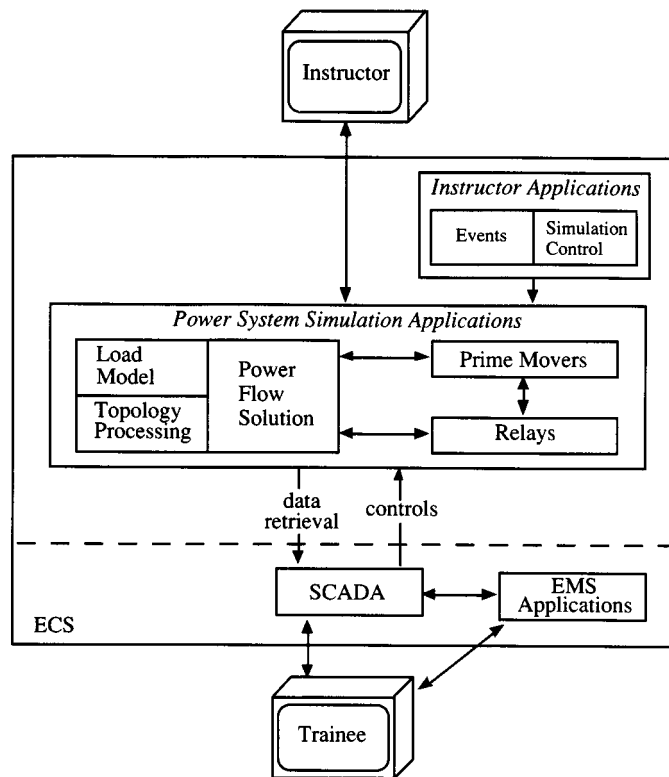 Instructor
Instructor Applications
Events
Simulation
Control
Power System Simulation Applications
Load
Model
Topology
Processing
Power
Flow
Solution
Prime Movers
Relays
data
retrieval
controls
SCADA
EMS
Applications
ECS
Trainee